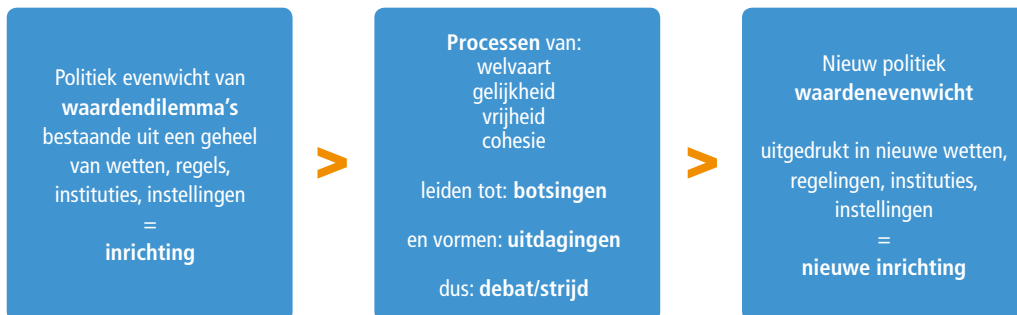 Politiek evenwicht van
waardendilemma's
bestaande uit een geheel
van wetten, regels,
instituties, instellingen
=
inrichting
>
Processen van:
welvaart
gelijkheid
vrijheid
cohesie
leiden tot: botsingen
en vormen: uitdagingen
dus: debat/strijd
>
Nieuw politiek
waardenevenwicht
uitgedrukt in nieuwe wetten,
regelingen, instituties,
instellingen
=
nieuwe inrichting